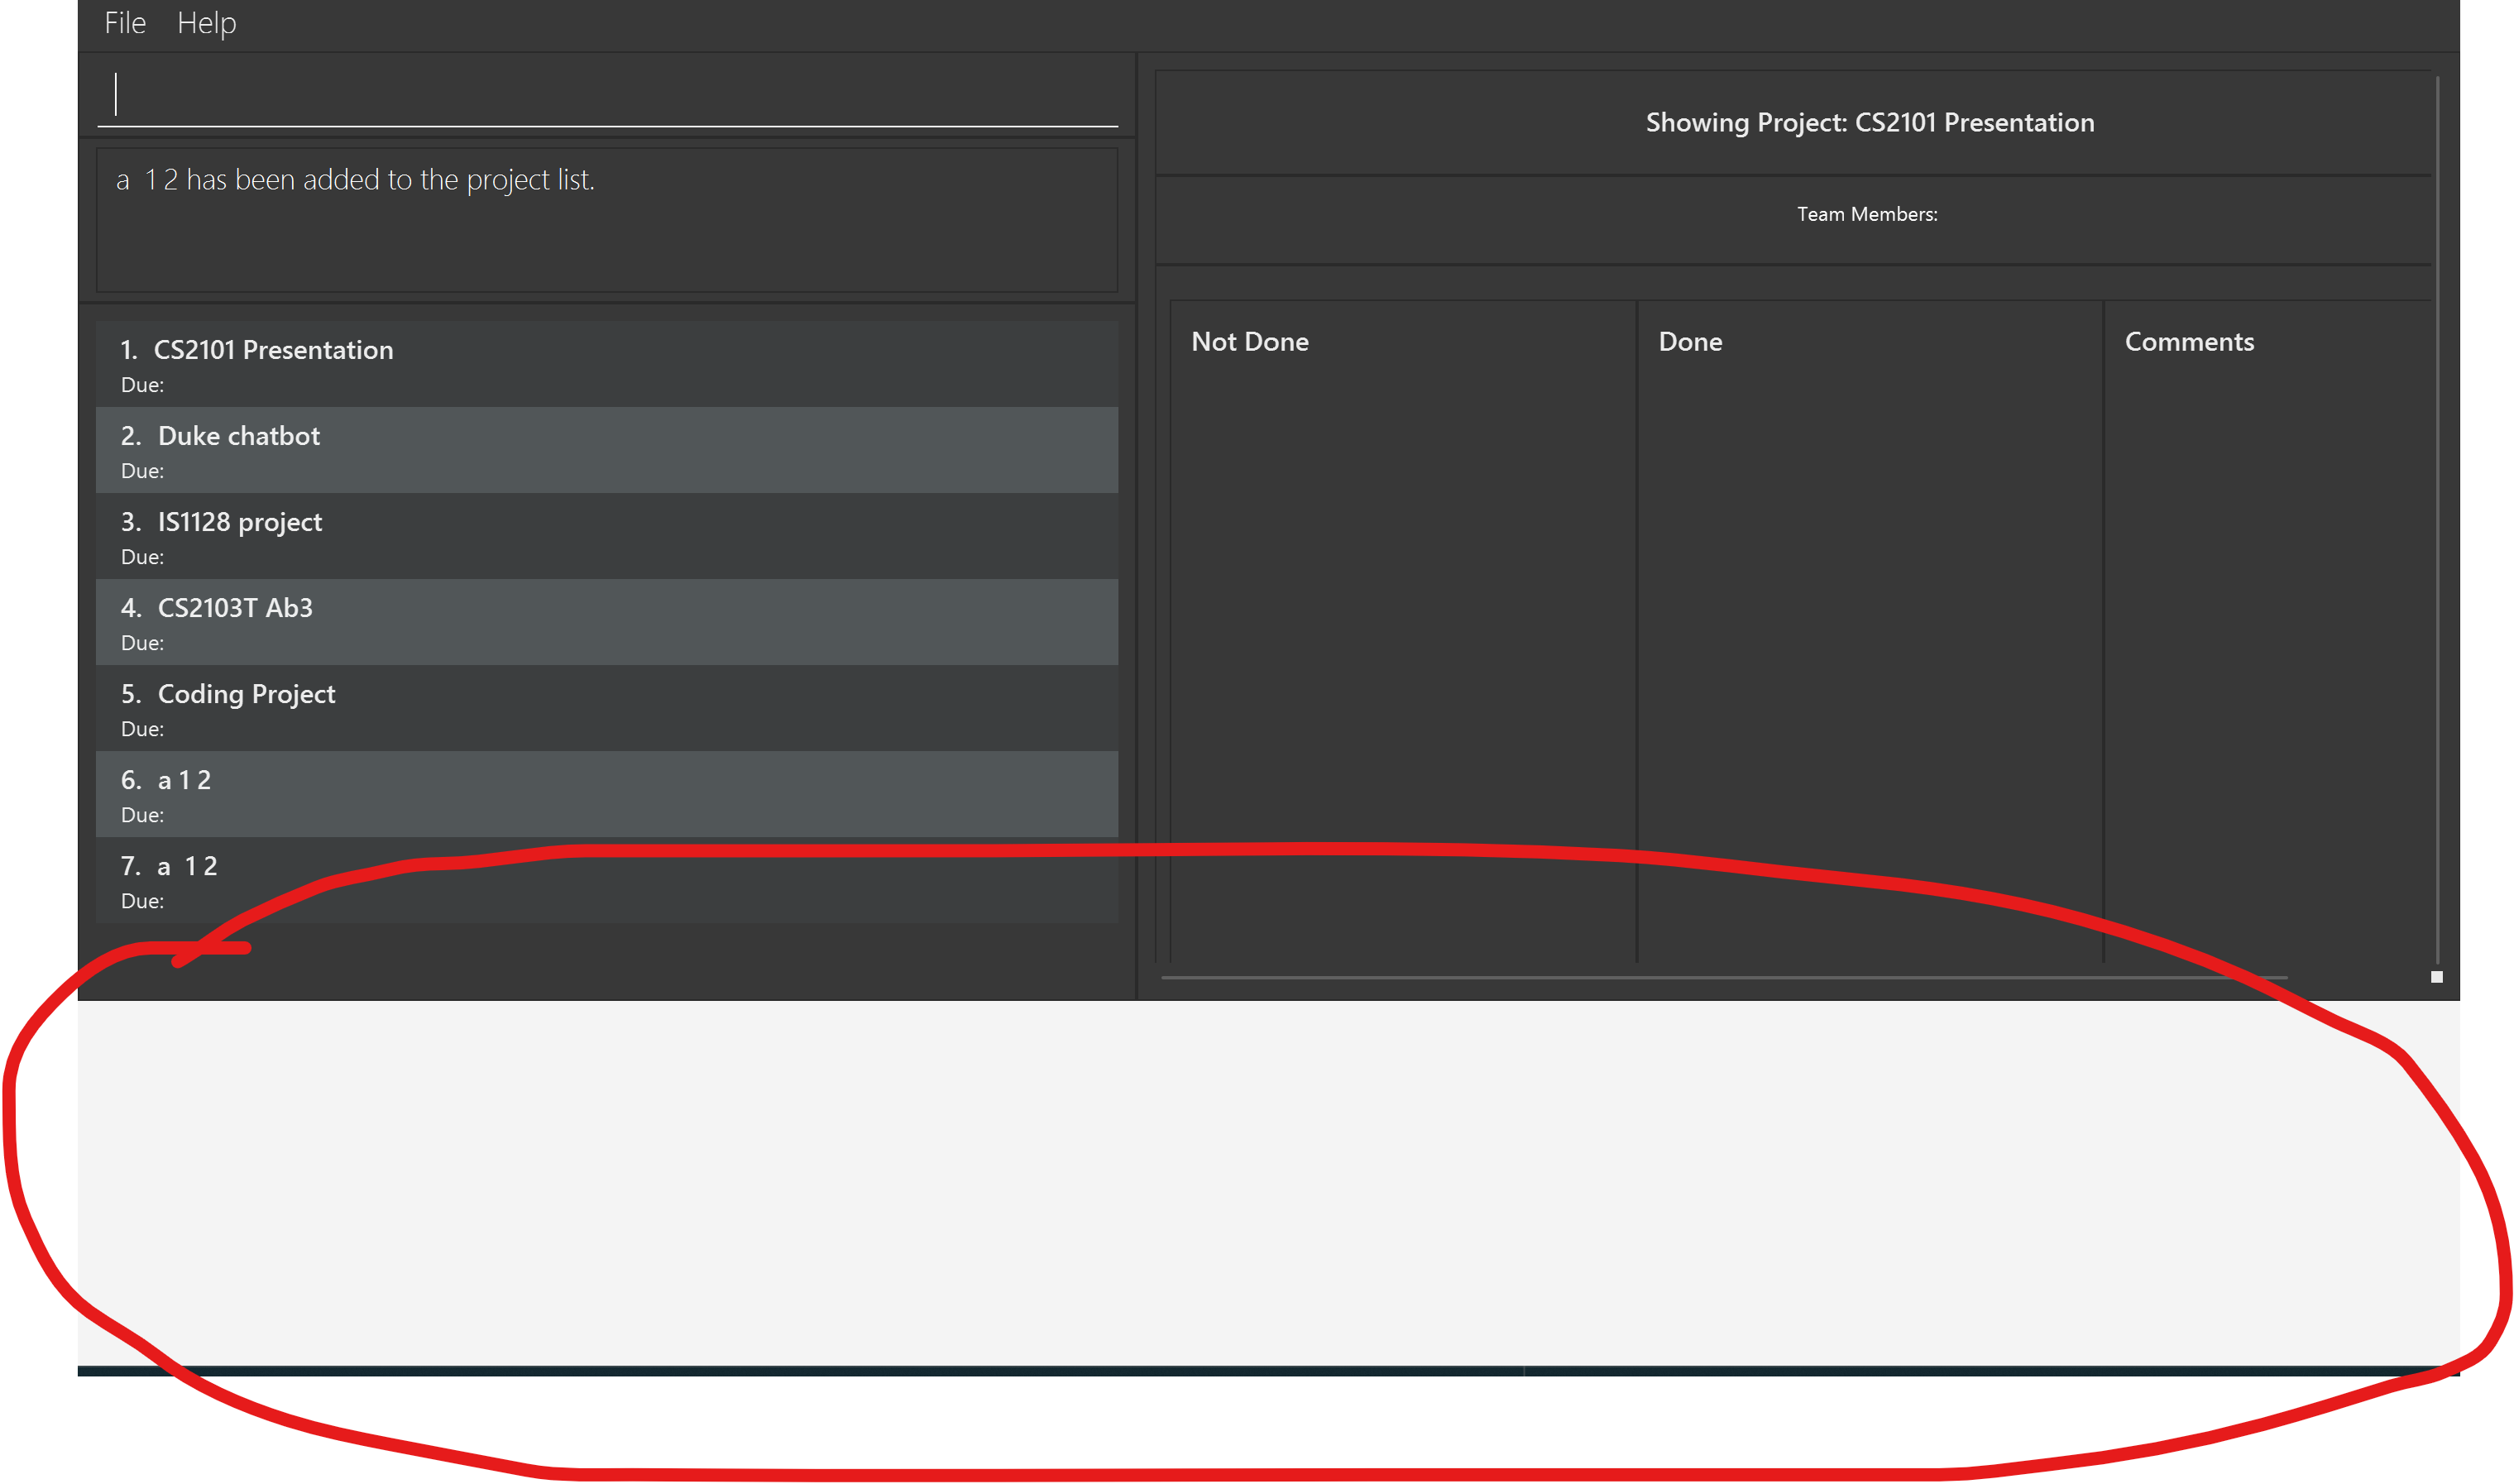 File Help
a  1 2 has been added to the project list.
1. CS2101 Presentation
Due:
2. Duke chatbot
Due:
3. IS1128 project
Due:
4. CS2103T Ab3
Due:
5. Coding Project
Due:
6. a 1 2
Due:
7. a  1 2
Due:
Showing Project: CS2101 Presentation
Team Members:
Not Done
Done
Comments